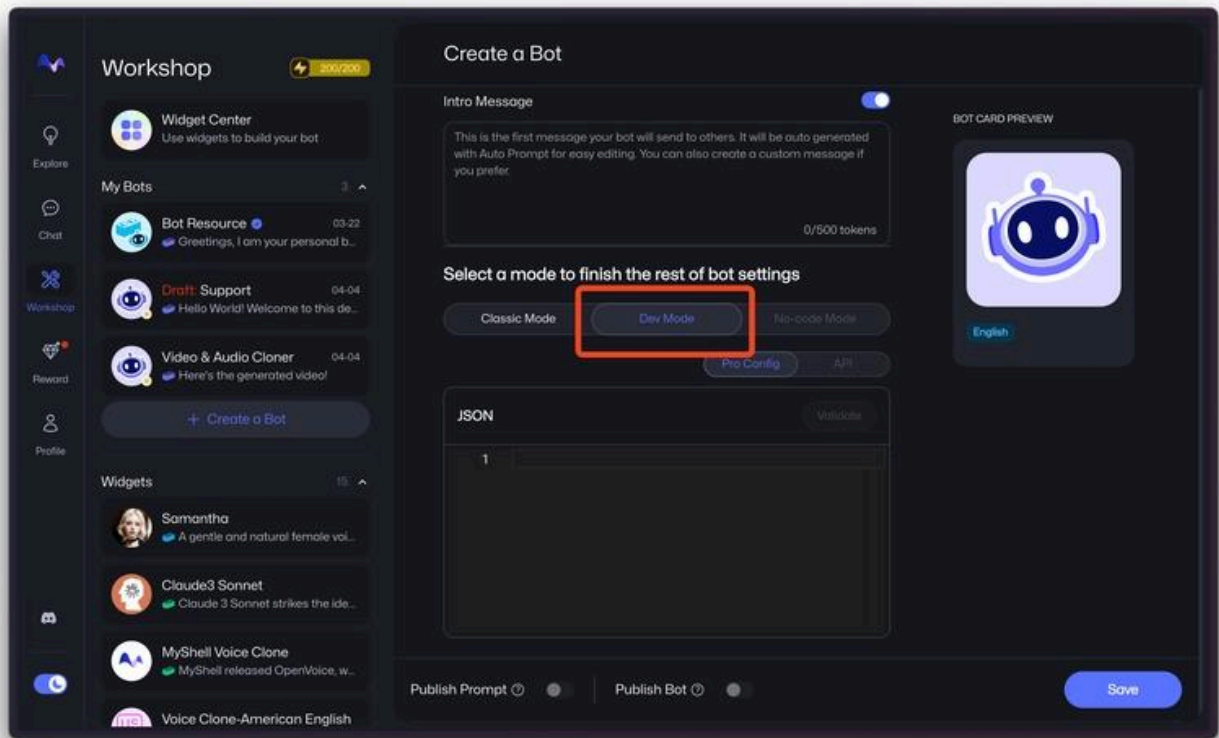 Workshop
200/200
Explore
Chat
Workshop
Reward
Profile
Widget Center
Use widgets to build your bot
My Bots
3
Bot Resource
03-22
Greetings, I am your personal b...
Draft: Support
04-04
Hello World! Welcome to this de...
Video & Audio Cloner
04-04
Here's the generated video!
+ Create a Bot
Widgets
15
Samantha
A gentle and natural female voi...
Claude3 Sonnet
Claude 3 Sonnet strikes the ide...
MyShell Voice Clone
MyShell released OpenVoice, w...
US
Voice Clone-American English
Create a Bot
Intro Message
This is the first message your bot will send to others. It will be auto generated
with Auto Prompt for easy editing. You can also create a custom message if
you prefer.
0/500 tokens
Select a mode to finish the rest of bot settings
Classic Mode
Dev Mode
No-code Mode
Pro Config
API
JSON
Validate
1
Publish Prompt
Publish Bot
Save
BOT CARD PREVIEW
English